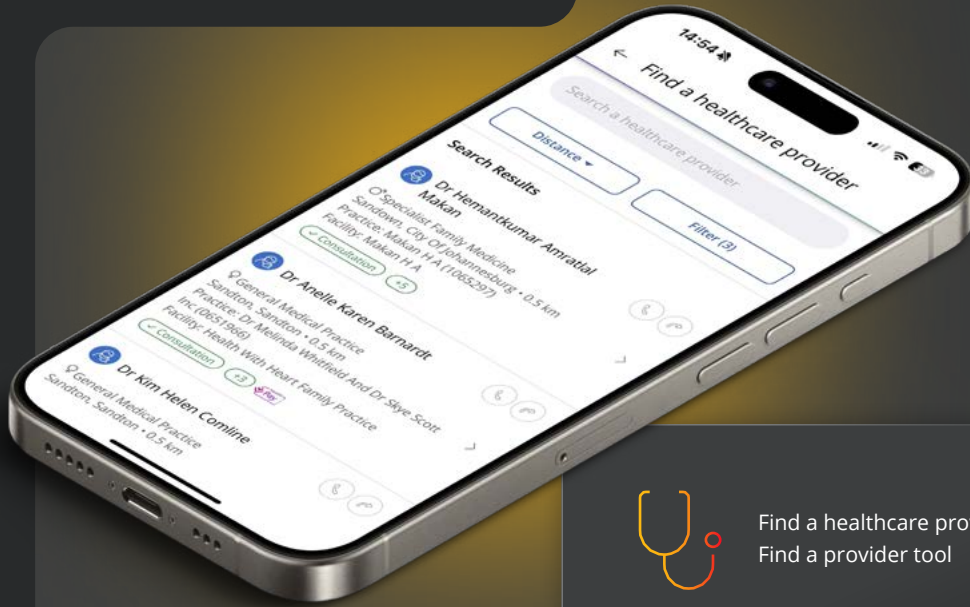 14:54
Find a healthcare provider
Search a healthcare provider
Distance
Filter (3)
Search Results
Dr Hemantkumar Amratlal
Makan
Specialist Family Medicine
Sandown, City Of Johannesburg • 0.5 km
Practice: Makan H A (1065297)
Facility: Makan H A
Consultation
+5
Dr Anelle Karen Barnardt
General Medical Practice
Sandton, Sandton • 0.5 km
Practice: Dr Melinda Whitfield And Dr Skye Scott
Inc (0651966)
Facility: Health With Heart Family Practice
Consultation
+3
Pay
Dr Kim Helen Comline
General Medical Practice
Sandton, Sandton • 0.5 km
Find a healthcare pro
Find a provider tool